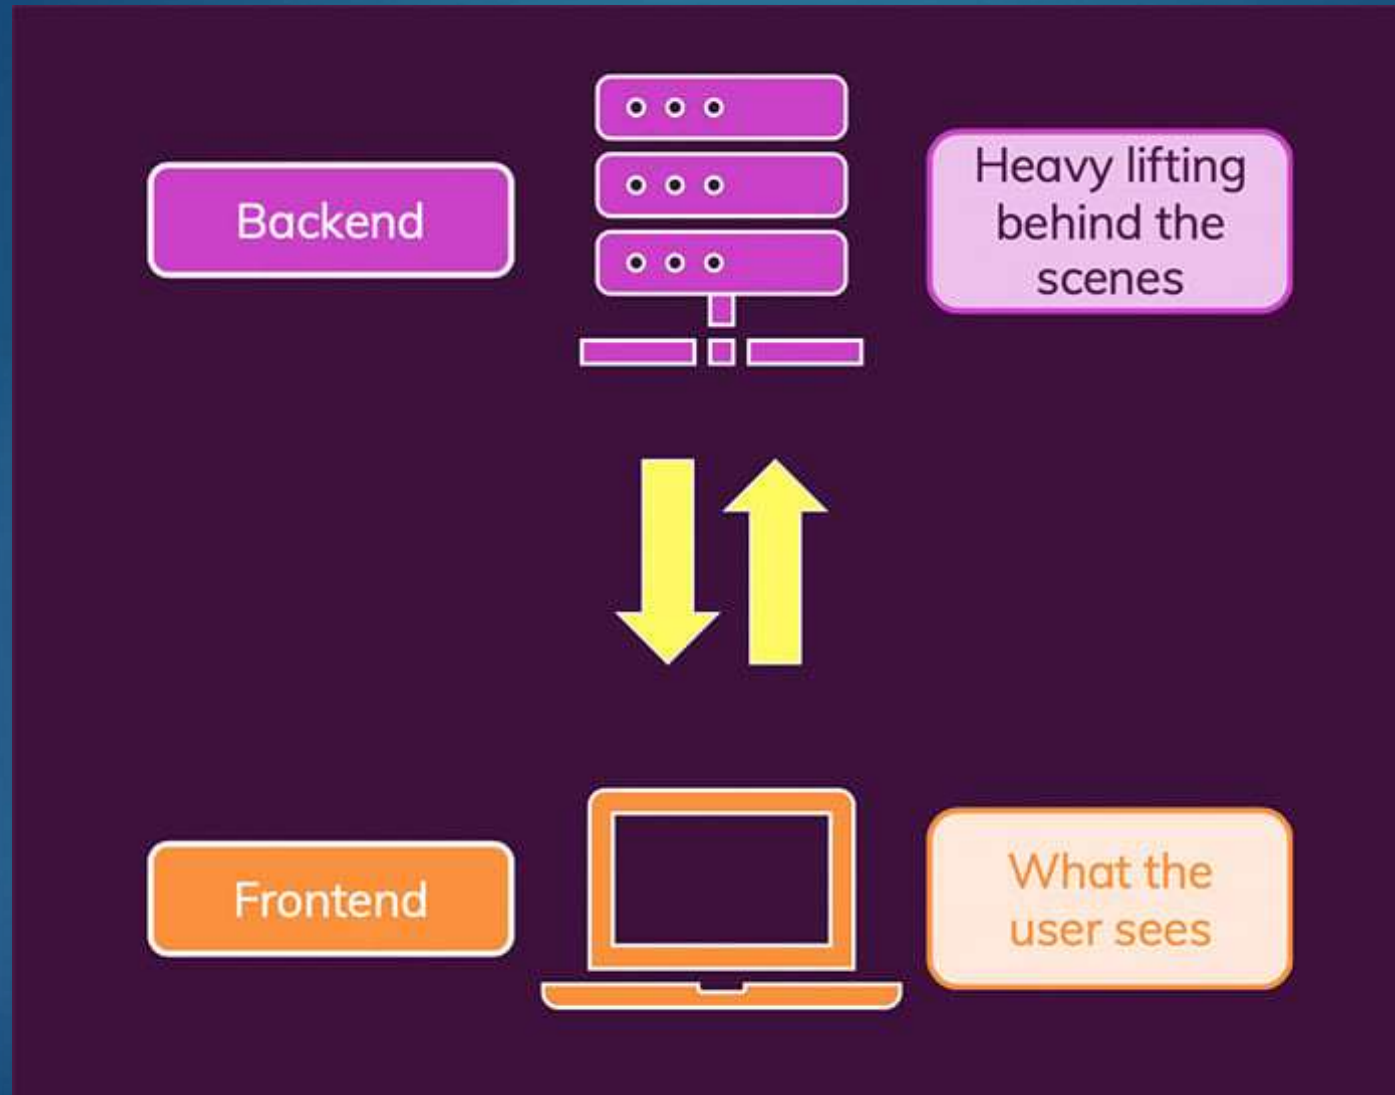 Backend
Heavy lifting
behind the
scenes
Frontend
What the
user sees